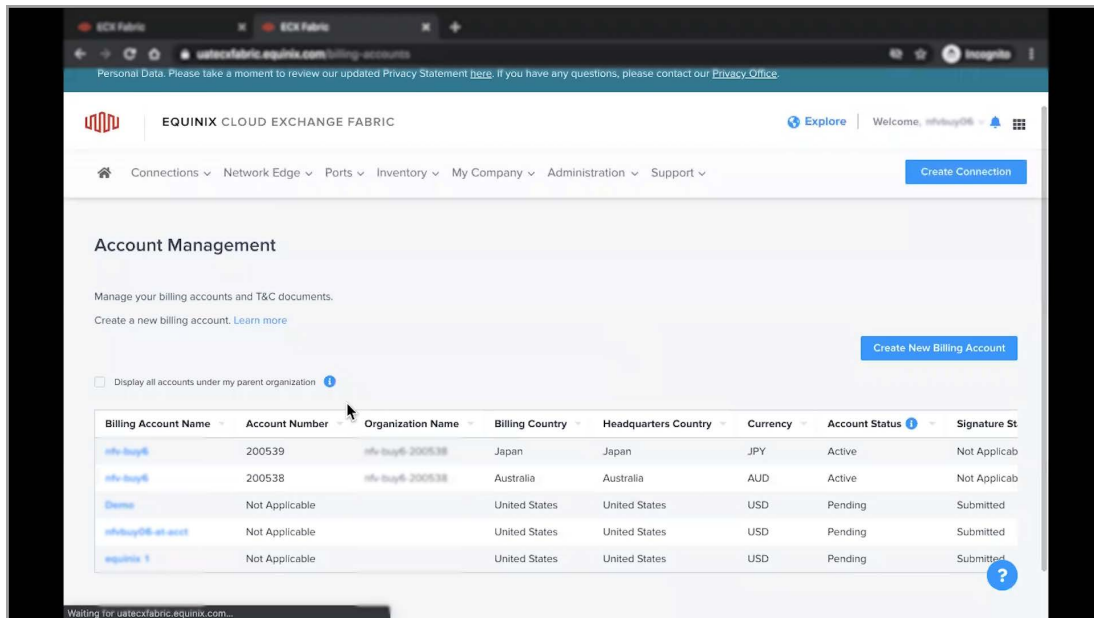 ECX Fabric ECX Fabric
uatecxfabric.equinix.com/billing-accounts Incognito
Personal Data. Please take a moment to review our updated Privacy Statement here. If you have any questions, please contact our Privacy Office.
EQUINIX CLOUD EXCHANGE FABRIC Explore Welcome,
Connections Network Edge Ports Inventory My Company Administration Support Create Connection
Account Management
Manage your billing accounts and T&C documents.
Create a new billing account. Learn more
Create New Billing Account
Display all accounts under my parent organization
Billing Account Name Account Number Organization Name Billing Country Headquarters Country Currency Account Status Signature St
200539 Japan Japan JPY Active Not Applicab
200538 Australia Australia AUD Active Not Applicab
Demo Not Applicable United States United States USD Pending Submitted
Not Applicable United States United States USD Pending Submitted
equinix 1 Not Applicable United States United States USD Pending Submitted
?
Waiting for uatecxfabric.equinix.com...